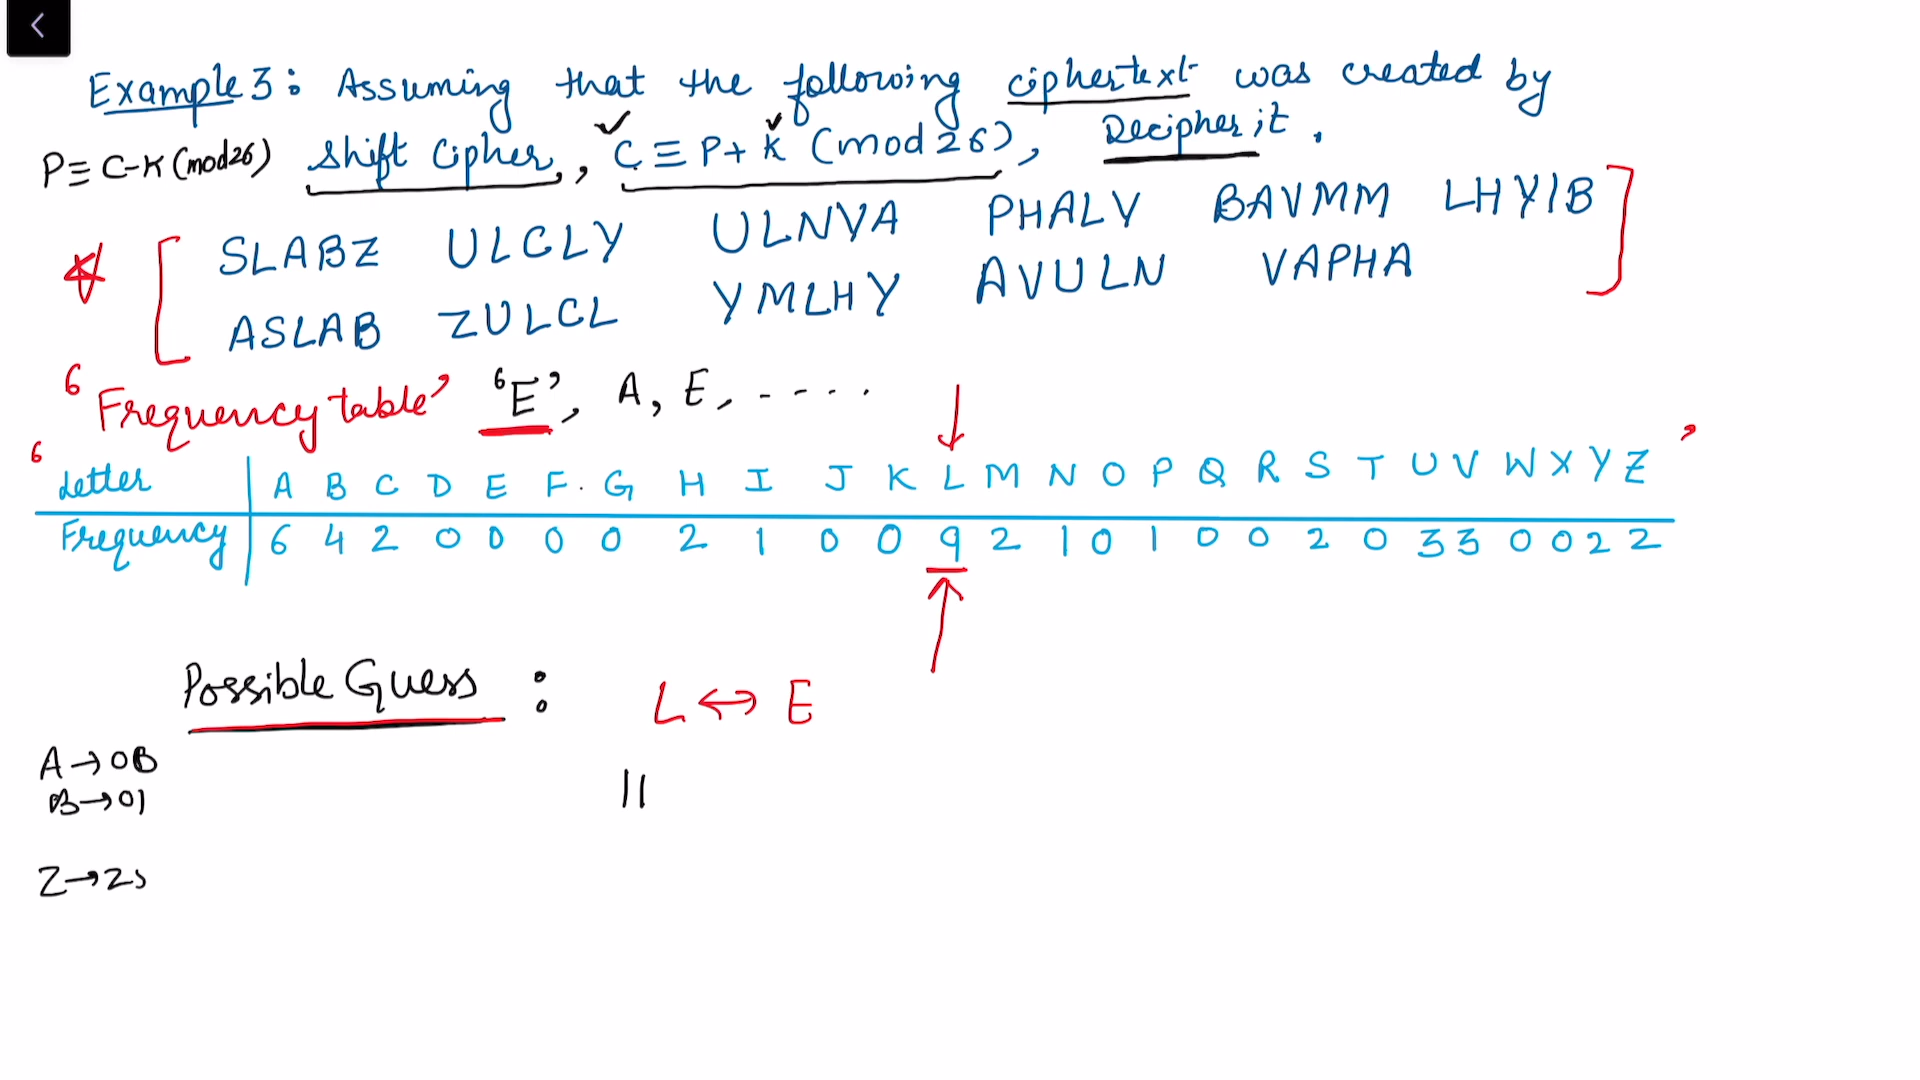 Example 3: Assuming that the following ciphertext was created by
P≡ C-K (mod 26) Shift Cipher, , C ≡ P+ K (mod 26), Decipher it.
SLABZ ULCLY ULNVA PHALV BAVMM LHYIB
ASLAB ZULCL YMLHY AVULN VAPHA
"Frequency table" "E", A, E, - - - - .
Letter A B C D E F. G H I J K L M N O P Q R S T U V W X Y Z
Frequency 6 4 2 0 0 0 0 2 1 0 0 9 2 1 0 1 0 0 2 0 3 3 0 0 2 2
Possible Guess : L ↔ E
A → 0B
B → 01
11
Z → 25